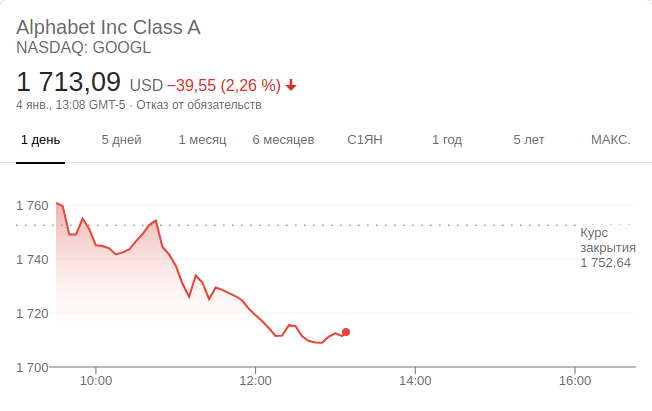 Alphabet Inc Class A
NASDAQ: GOOGL
1 713,09 USD −39,55 (2,26 %)
4 янв., 13:08 GMT-5 · Отказ от обязательств
1 день 5 дней 1 месяц 6 месяцев С1ЯН 1 год 5 лет МАКС.
1 760
Курс
закрытия
1 752,64
1 740
1 720
1 700
10:00 12:00 14:00 16:00